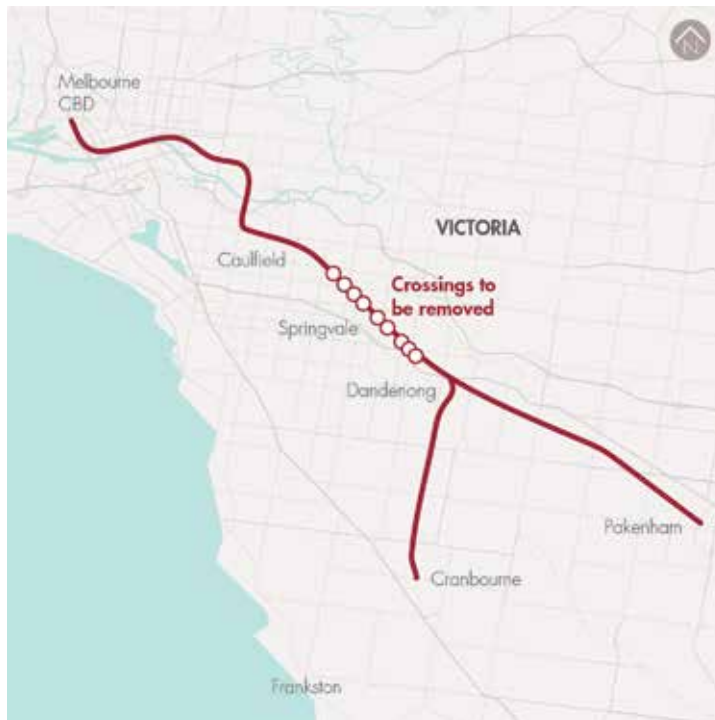 N
Melbourne
CBD
VICTORIA
Caulfield
Crossings to
be removed
Springvale
Dandenong
Pakenham
Cranbourne
Frankston